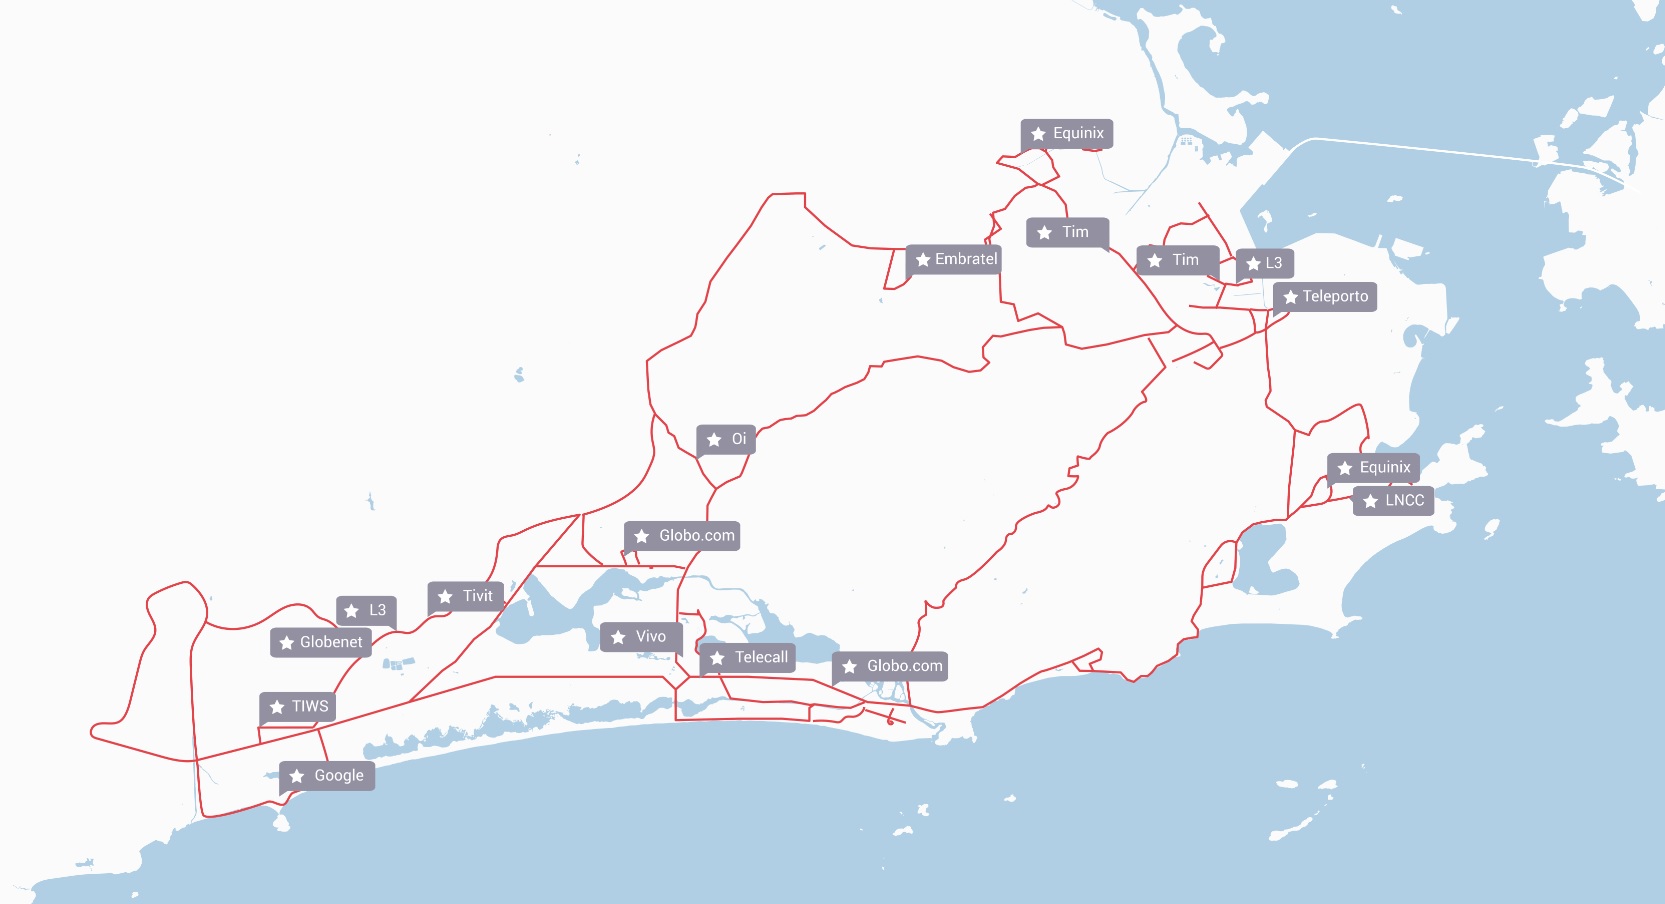 Equinix
Tim
Embratel
Tim
L3
Teleporto
Oi
Equinix
LNCC
Globo.com
Tivit
L3
Globenet
Vivo
Telecall
Globo.com
TIWS
Google